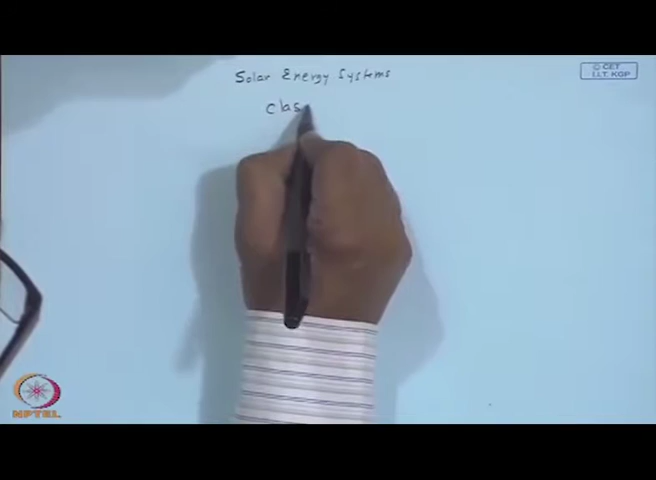 Solar Energy Systems
© CET
I.I.T. KGP
clas
NPTEL